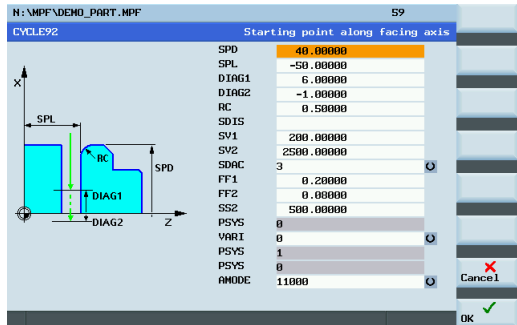 N:\MPF\DEMO_PART.MPF 59
CYCLE92 Starting point along facing axis
SPD 40.00000
SPL -50.00000
DIAG1 6.00000
DIAG2 -1.00000
RC 0.50000
SDIS
SV1 200.00000
SV2 2500.00000
SDAC 3
FF1 0.20000
FF2 0.08000
SS2 500.00000
PSYS 0
VARI 0
PSYS 1
PSYS 0
AMODE 11000
X
SPL
RC
SPD
DIAG1
DIAG2
Z
Cancel
OK